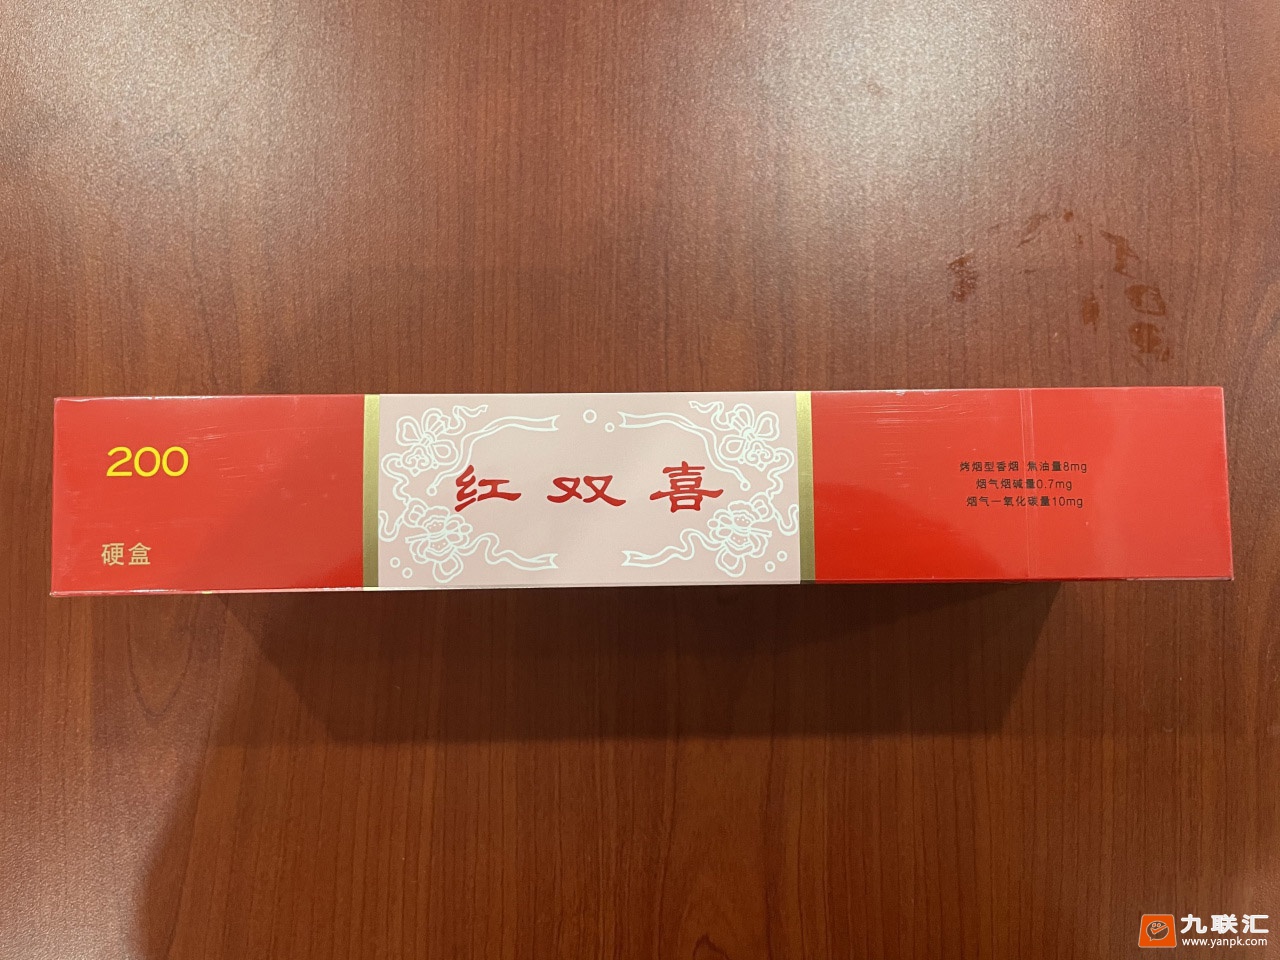 200
硬盒
红双喜
烤烟型香烟 焦油量8mg
烟气烟碱量0.7mg
烟气一氧化碳量10mg
九联汇
www.yanpk.com